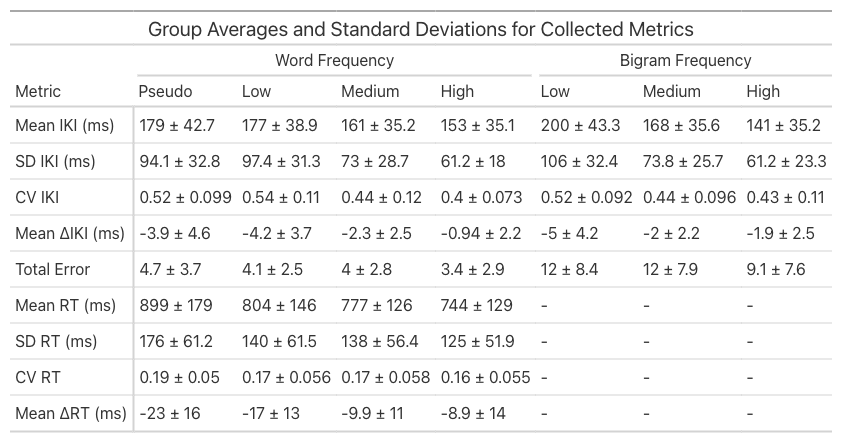 Group Averages and Standard Deviations for Collected Metrics
Word Frequency Bigram Frequency
Metric Pseudo Low Medium High Low Medium High
Mean IKI (ms) 179 ± 42.7 177 ± 38.9 161 ± 35.2 153 ± 35.1 200 ± 43.3 168 ± 35.6 141 ± 35.2
SD IKI (ms) 94.1 ± 32.8 97.4 ± 31.3 73 ± 28.7 61.2 ± 18 106 ± 32.4 73.8 ± 25.7 61.2 ± 23.3
CV IKI 0.52 ± 0.099 0.54 ± 0.11 0.44 ± 0.12 0.4 ± 0.073 0.52 ± 0.092 0.44 ± 0.096 0.43 ± 0.11
Mean ΔIKI (ms) -3.9 ± 4.6 -4.2 ± 3.7 -2.3 ± 2.5 -0.94 ± 2.2 -5 ± 4.2 -2 ± 2.2 -1.9 ± 2.5
Total Error 4.7 ± 3.7 4.1 ± 2.5 4 ± 2.8 3.4 ± 2.9 12 ± 8.4 12 ± 7.9 9.1 ± 7.6
Mean RT (ms) 899 ± 179 804 ± 146 777 ± 126 744 ± 129 - - -
SD RT (ms) 176 ± 61.2 140 ± 61.5 138 ± 56.4 125 ± 51.9 - - -
CV RT 0.19 ± 0.05 0.17 ± 0.056 0.17 ± 0.058 0.16 ± 0.055 - - -
Mean ΔRT (ms) -23 ± 16 -17 ± 13 -9.9 ± 11 -8.9 ± 14 - - -